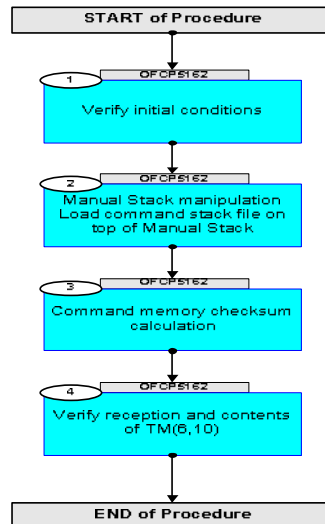 START of Procedure
OFCP5162
1
Verify initial conditions
OFCP5162
2
Manual Stack manipulation
Load command stack file on
top of Manual Stack
OFCP5162
3
Command memory checksum
calculation
OFCP5162
4
Verify reception and contents
of TM(6,10)
END of Procedure